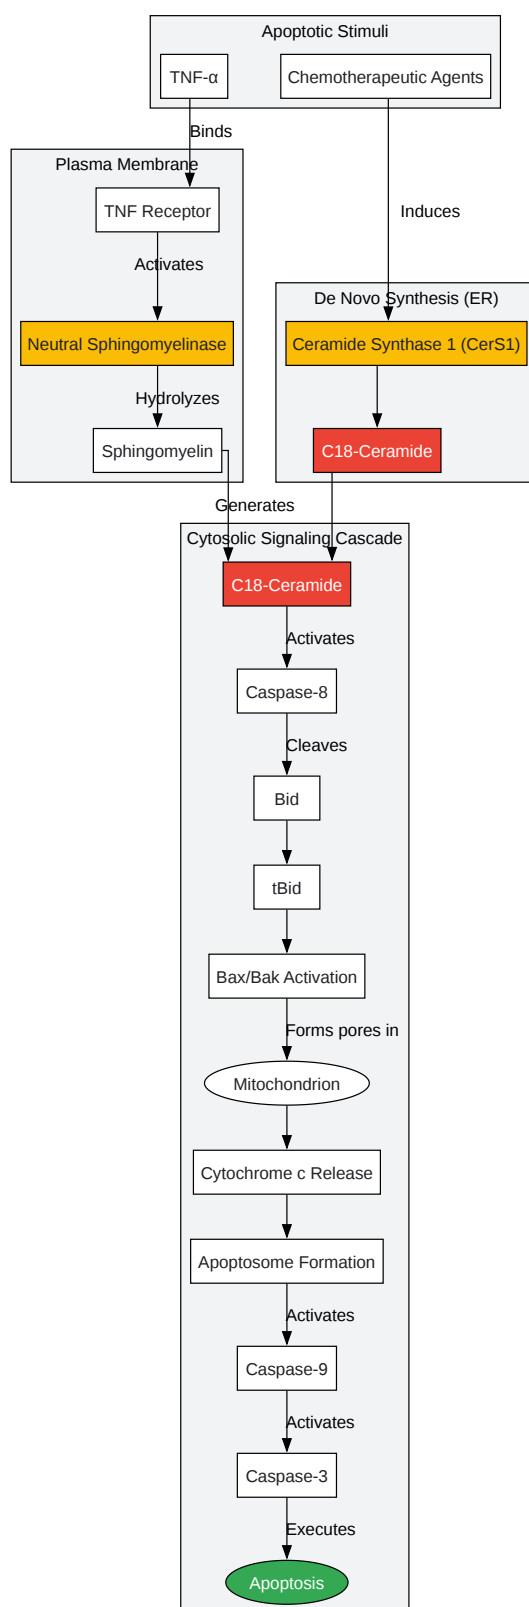 Apoptotic Stimuli
TNF-α
Chemotherapeutic Agents
Binds
Plasma Membrane
TNF Receptor
Induces
Activates
De Novo Synthesis (ER)
Neutral Sphingomyelinase
Ceramide Synthase 1 (CerS1)
Hydrolyzes
Sphingomyelin
C18-Ceramide
Generates
Cytosolic Signaling Cascade
C18-Ceramide
Activates
Caspase-8
Cleaves
Bid
tBid
Bax/Bak Activation
Forms pores in
Mitochondrion
Cytochrome c Release
Apoptosome Formation
Activates
Caspase-9
Activates
Caspase-3
Executes
Apoptosis